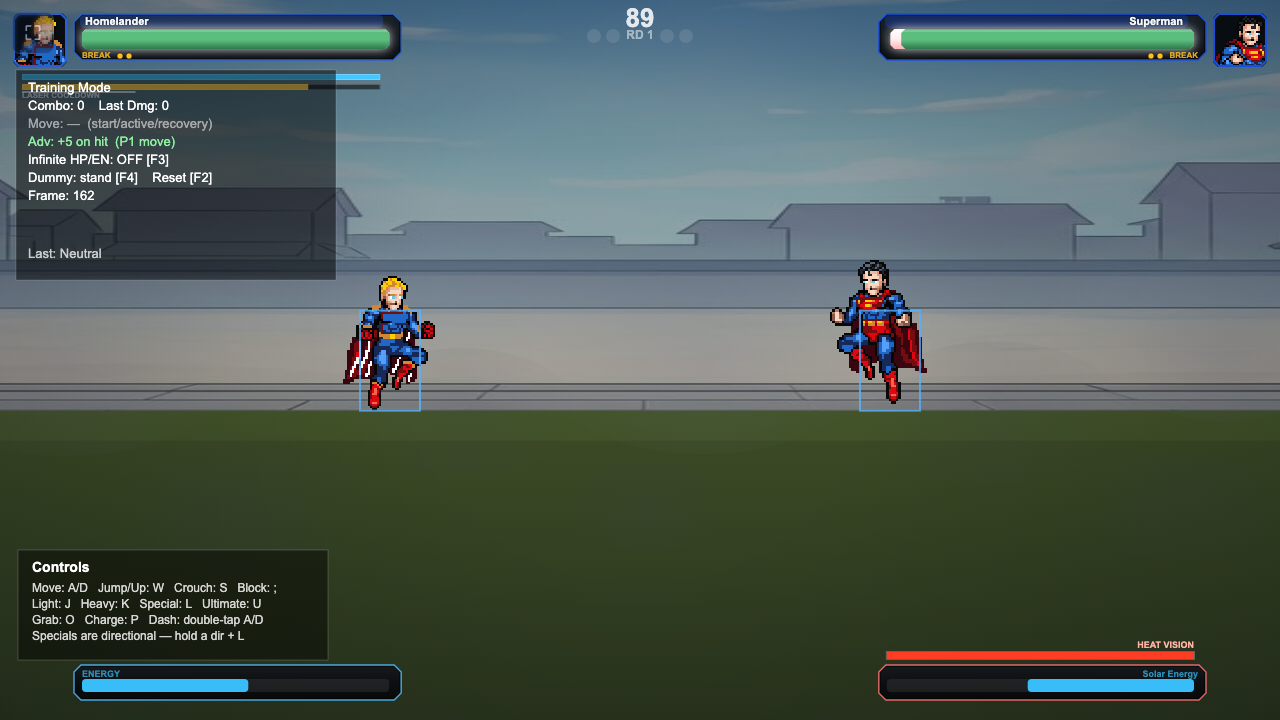 Homelander
89
Superman
RD 1
BREAK
BREAK
Training Mode
LASER COOLDOWN
Combo: 0 Last Dmg: 0
Move: — (start/active/recovery)
Adv: +5 on hit (P1 move)
Infinite HP/EN: OFF [F3]
Dummy: stand [F4] Reset [F2]
Frame: 162
Last: Neutral
Controls
Move: A/D Jump/Up: W Crouch: S Block: ;
Light: J Heavy: K Special: L Ultimate: U
Grab: O Charge: P Dash: double-tap A/D
Specials are directional — hold a dir + L
HEAT VISION
ENERGY
Solar Energy